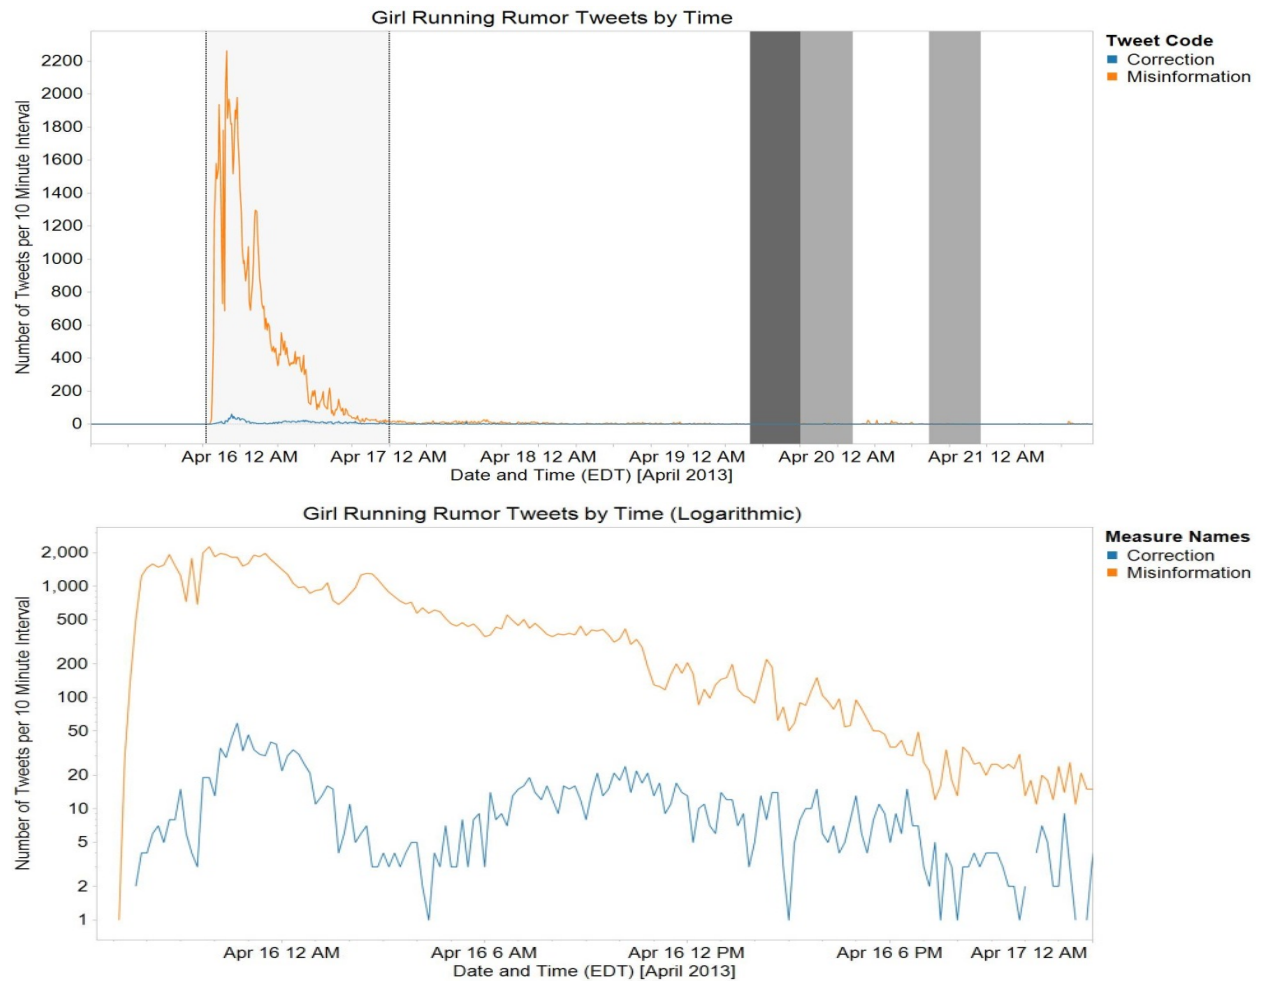 Girl Running Rumor Tweets by Time
Tweet Code
Correction
Misinformation
Number of Tweets per 10 Minute Interval
2200
2000
1800
1600
1400
1200
1000
800
600
400
200
0
Apr 16 12 AM Apr 17 12 AM Apr 18 12 AM Apr 19 12 AM Apr 20 12 AM Apr 21 12 AM
Date and Time (EDT) [April 2013]
Girl Running Rumor Tweets by Time (Logarithmic)
Measure Names
Correction
Misinformation
Number of Tweets per 10 Minute Interval
2,000
1,000
500
200
100
50
20
10
5
2
1
Apr 16 12 AM Apr 16 6 AM Apr 16 12 PM Apr 16 6 PM Apr 17 12 AM
Date and Time (EDT) [April 2013]